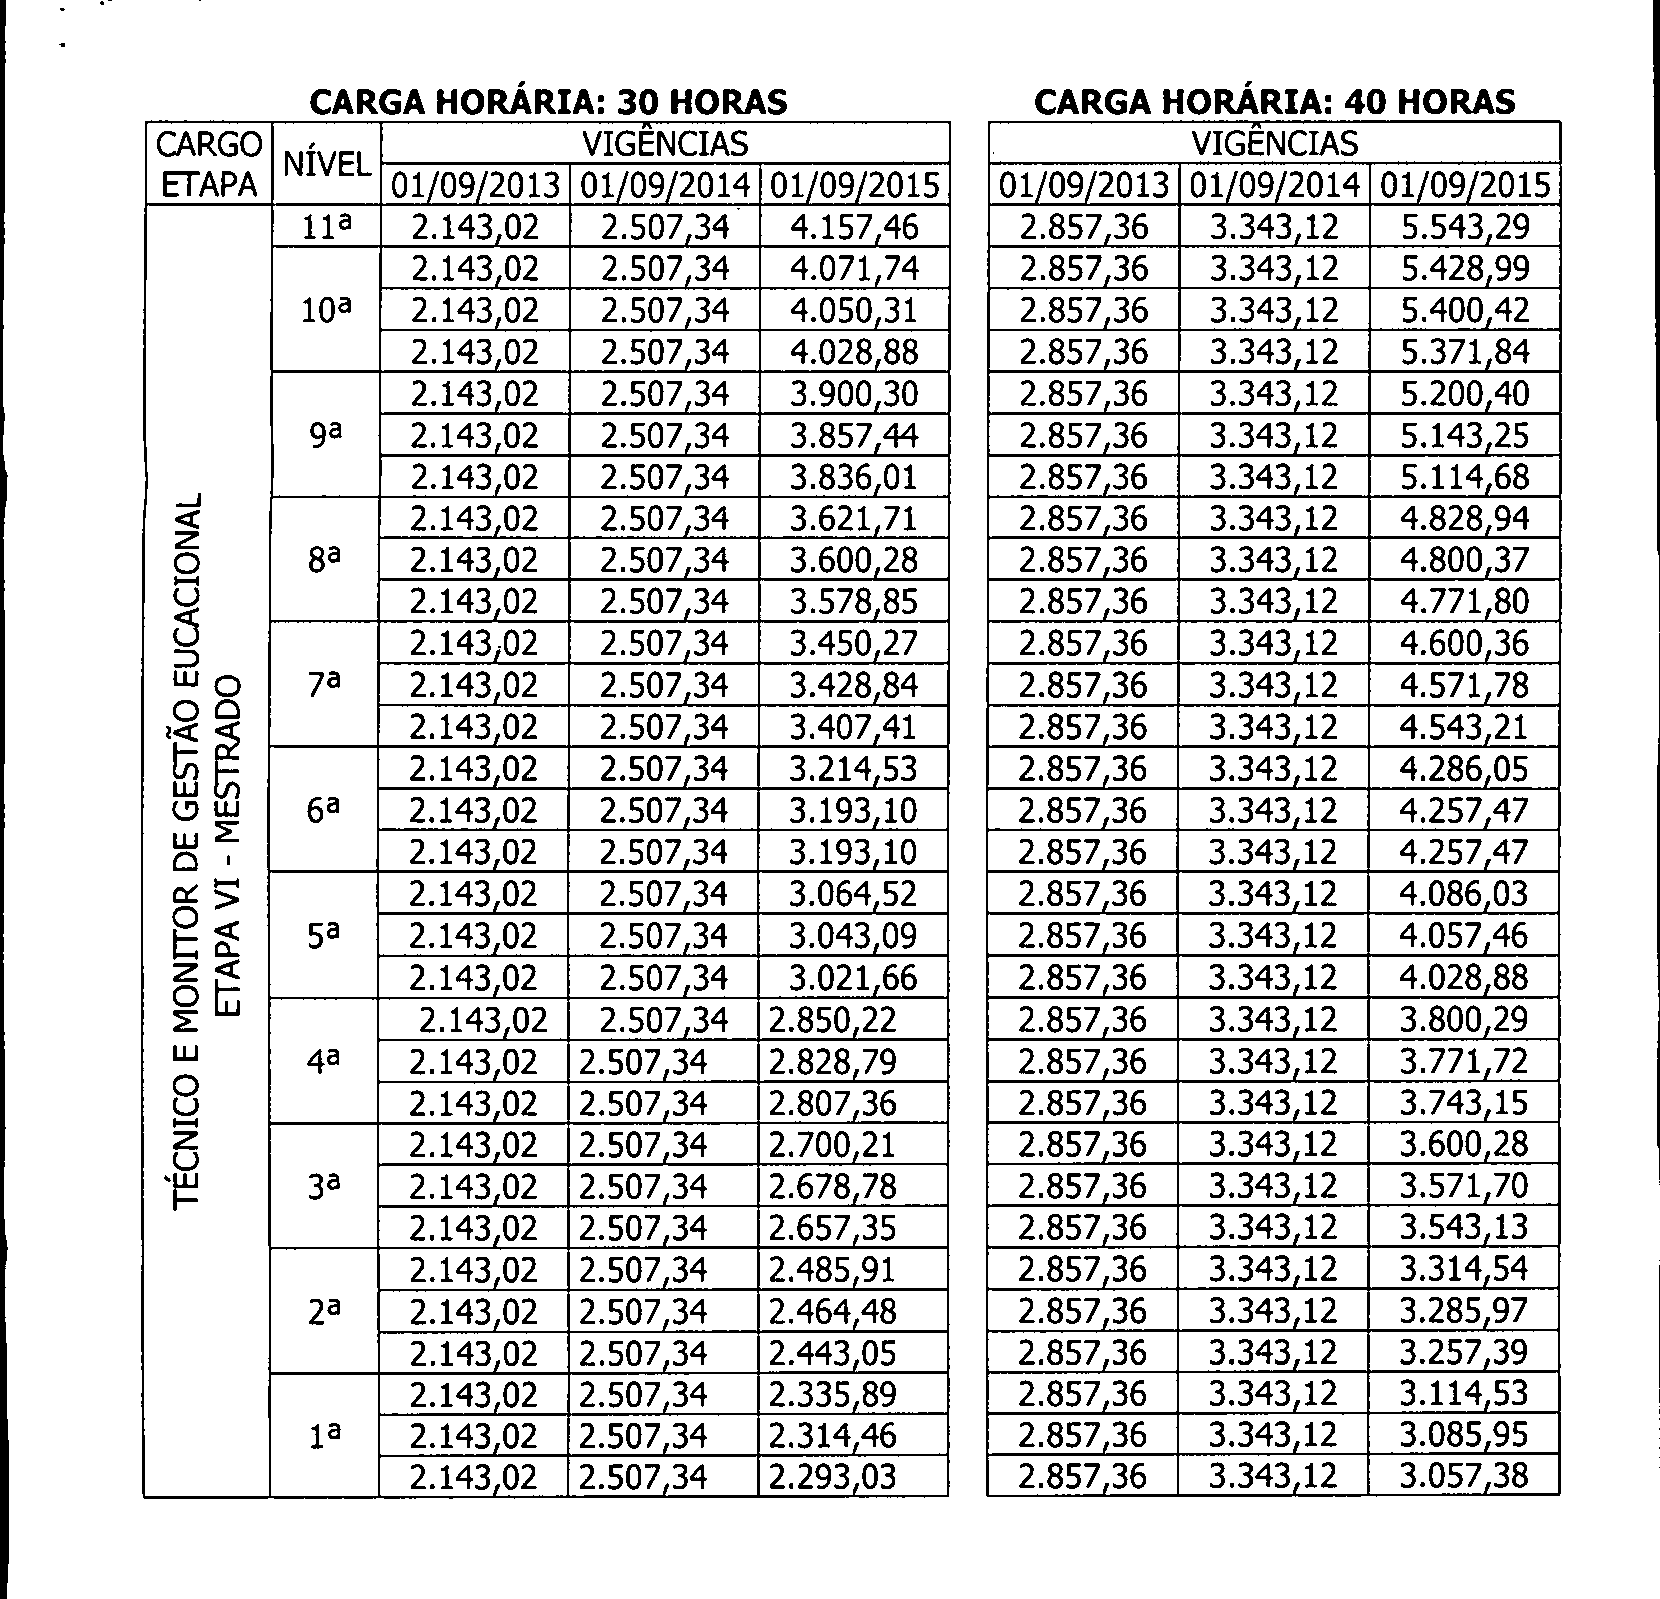 CARGA HORÁRIA: 30 HORAS CARGA HORÁRIA: 40 HORAS
CARGO ETAPA NÍVEL VIGÊNCIAS VIGÊNCIAS
01/09/2013 01/09/2014 01/09/2015 01/09/2013 01/09/2014 01/09/2015
TÉCNICO E MONITOR DE GESTÃO EUCACIONAL
ETAPA VI - MESTRADO
11ª 2.143,02 2.507,34 4.157,46 2.857,36 3.343,12 5.543,29
2.143,02 2.507,34 4.071,74 2.857,36 3.343,12 5.428,99
10ª 2.143,02 2.507,34 4.050,31 2.857,36 3.343,12 5.400,42
2.143,02 2.507,34 4.028,88 2.857,36 3.343,12 5.371,84
2.143,02 2.507,34 3.900,30 2.857,36 3.343,12 5.200,40
9ª 2.143,02 2.507,34 3.857,44 2.857,36 3.343,12 5.143,25
2.143,02 2.507,34 3.836,01 2.857,36 3.343,12 5.114,68
2.143,02 2.507,34 3.621,71 2.857,36 3.343,12 4.828,94
8ª 2.143,02 2.507,34 3.600,28 2.857,36 3.343,12 4.800,37
2.143,02 2.507,34 3.578,85 2.857,36 3.343,12 4.771,80
2.143,02 2.507,34 3.450,27 2.857,36 3.343,12 4.600,36
7ª 2.143,02 2.507,34 3.428,84 2.857,36 3.343,12 4.571,78
2.143,02 2.507,34 3.407,41 2.857,36 3.343,12 4.543,21
2.143,02 2.507,34 3.214,53 2.857,36 3.343,12 4.286,05
6ª 2.143,02 2.507,34 3.193,10 2.857,36 3.343,12 4.257,47
2.143,02 2.507,34 3.193,10 2.857,36 3.343,12 4.257,47
2.143,02 2.507,34 3.064,52 2.857,36 3.343,12 4.086,03
5ª 2.143,02 2.507,34 3.043,09 2.857,36 3.343,12 4.057,46
2.143,02 2.507,34 3.021,66 2.857,36 3.343,12 4.028,88
2.143,02 2.507,34 2.850,22 2.857,36 3.343,12 3.800,29
4ª 2.143,02 2.507,34 2.828,79 2.857,36 3.343,12 3.771,72
2.143,02 2.507,34 2.807,36 2.857,36 3.343,12 3.743,15
2.143,02 2.507,34 2.700,21 2.857,36 3.343,12 3.600,28
3ª 2.143,02 2.507,34 2.678,78 2.857,36 3.343,12 3.571,70
2.143,02 2.507,34 2.657,35 2.857,36 3.343,12 3.543,13
2.143,02 2.507,34 2.485,91 2.857,36 3.343,12 3.314,54
2ª 2.143,02 2.507,34 2.464,48 2.857,36 3.343,12 3.285,97
2.143,02 2.507,34 2.443,05 2.857,36 3.343,12 3.257,39
2.143,02 2.507,34 2.335,89 2.857,36 3.343,12 3.114,53
1ª 2.143,02 2.507,34 2.314,46 2.857,36 3.343,12 3.085,95
2.143,02 2.507,34 2.293,03 2.857,36 3.343,12 3.057,38